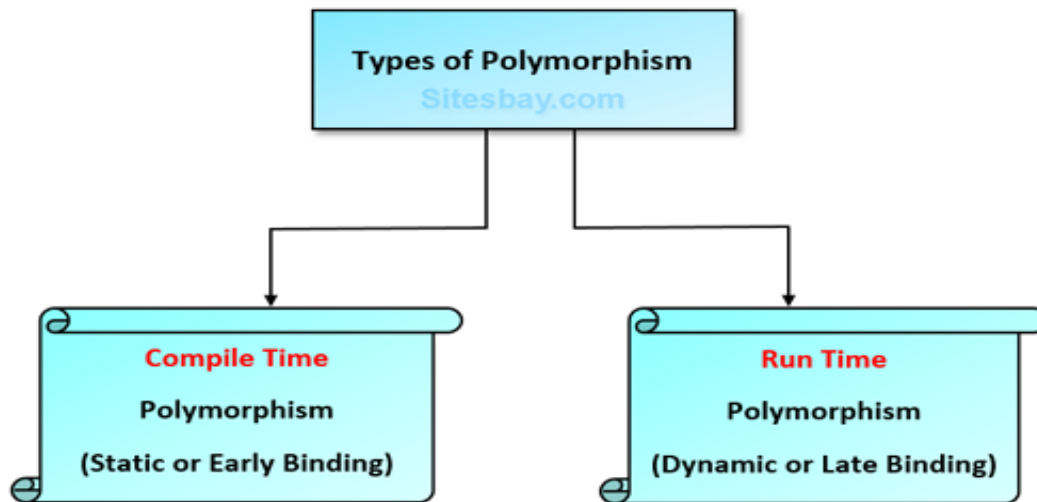 Types of Polymorphism
Sitesbay.com
Compile Time
Polymorphism
(Static or Early Binding)
Run Time
Polymorphism
(Dynamic or Late Binding)